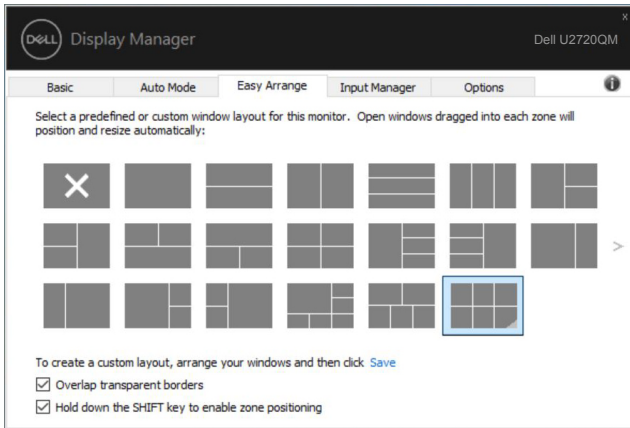 x
DELL Display Manager
Dell U2720QM
Basic Auto Mode Easy Arrange Input Manager Options
Select a predefined or custom window layout for this monitor. Open windows dragged into each zone will
position and resize automatically:
>
To create a custom layout, arrange your windows and then click Save
Overlap transparent borders
Hold down the SHIFT key to enable zone positioning